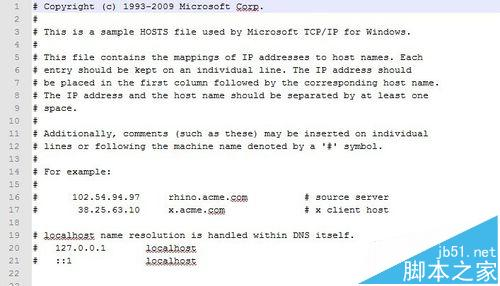 1 # Copyright (c) 1993-2009 Microsoft Corp.
2 #
3 # This is a sample HOSTS file used by Microsoft TCP/IP for Windows.
4 #
5 # This file contains the mappings of IP addresses to host names. Each
6 # entry should be kept on an individual line. The IP address should
7 # be placed in the first column followed by the corresponding host name.
8 # The IP address and the host name should be separated by at least one
9 # space.
10 #
11 # Additionally, comments (such as these) may be inserted on individual
12 # lines or following the machine name denoted by a '#' symbol.
13 #
14 # For example:
15 #
16 #      102.54.94.97     rhino.acme.com          # source server
17 #       38.25.63.10     x.acme.com              # x client host
18
19 # localhost name resolution is handled within DNS itself.
20 #   127.0.0.1       localhost
21 #   ::1             localhost
22
jb51.net
脚本之家